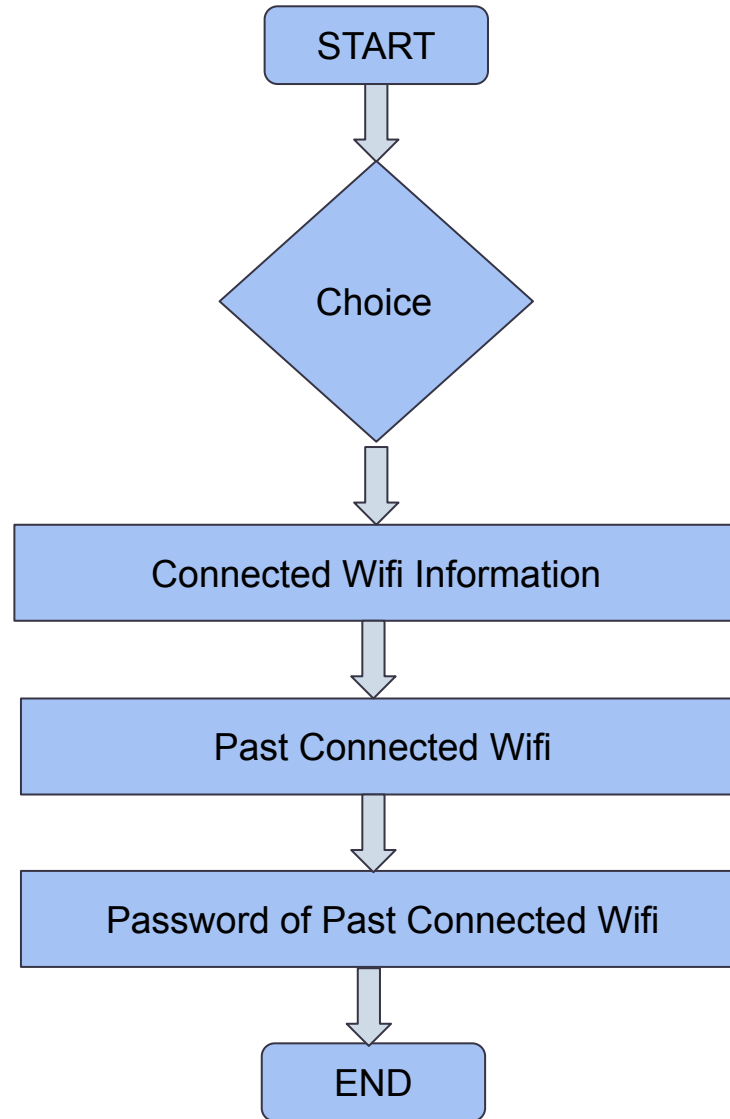 START
Choice
Connected Wifi Information
Past Connected Wifi
Password of Past Connected Wifi
END